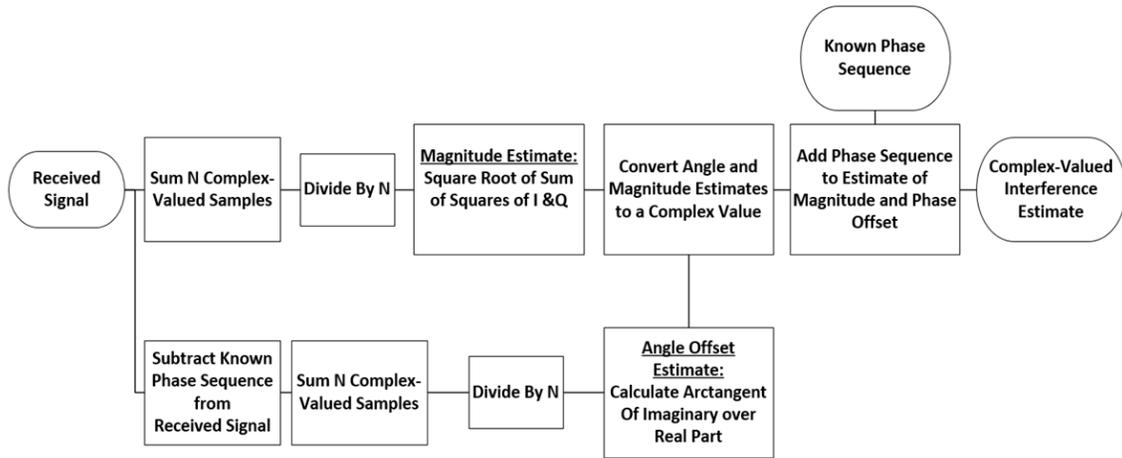 Known Phase
Sequence
Received
Signal
Sum N Complex-
Valued Samples
Divide By N
Magnitude Estimate:
Square Root of Sum
of Squares of I &Q
Convert Angle and
Magnitude Estimates
to a Complex Value
Add Phase Sequence
to Estimate of
Magnitude and Phase
Offset
Complex-Valued
Interference
Estimate
Subtract Known
Phase Sequence
from
Received Signal
Sum N Complex-
Valued Samples
Divide By N
Angle Offset
Estimate:
Calculate Arctangent
Of Imaginary over
Real Part